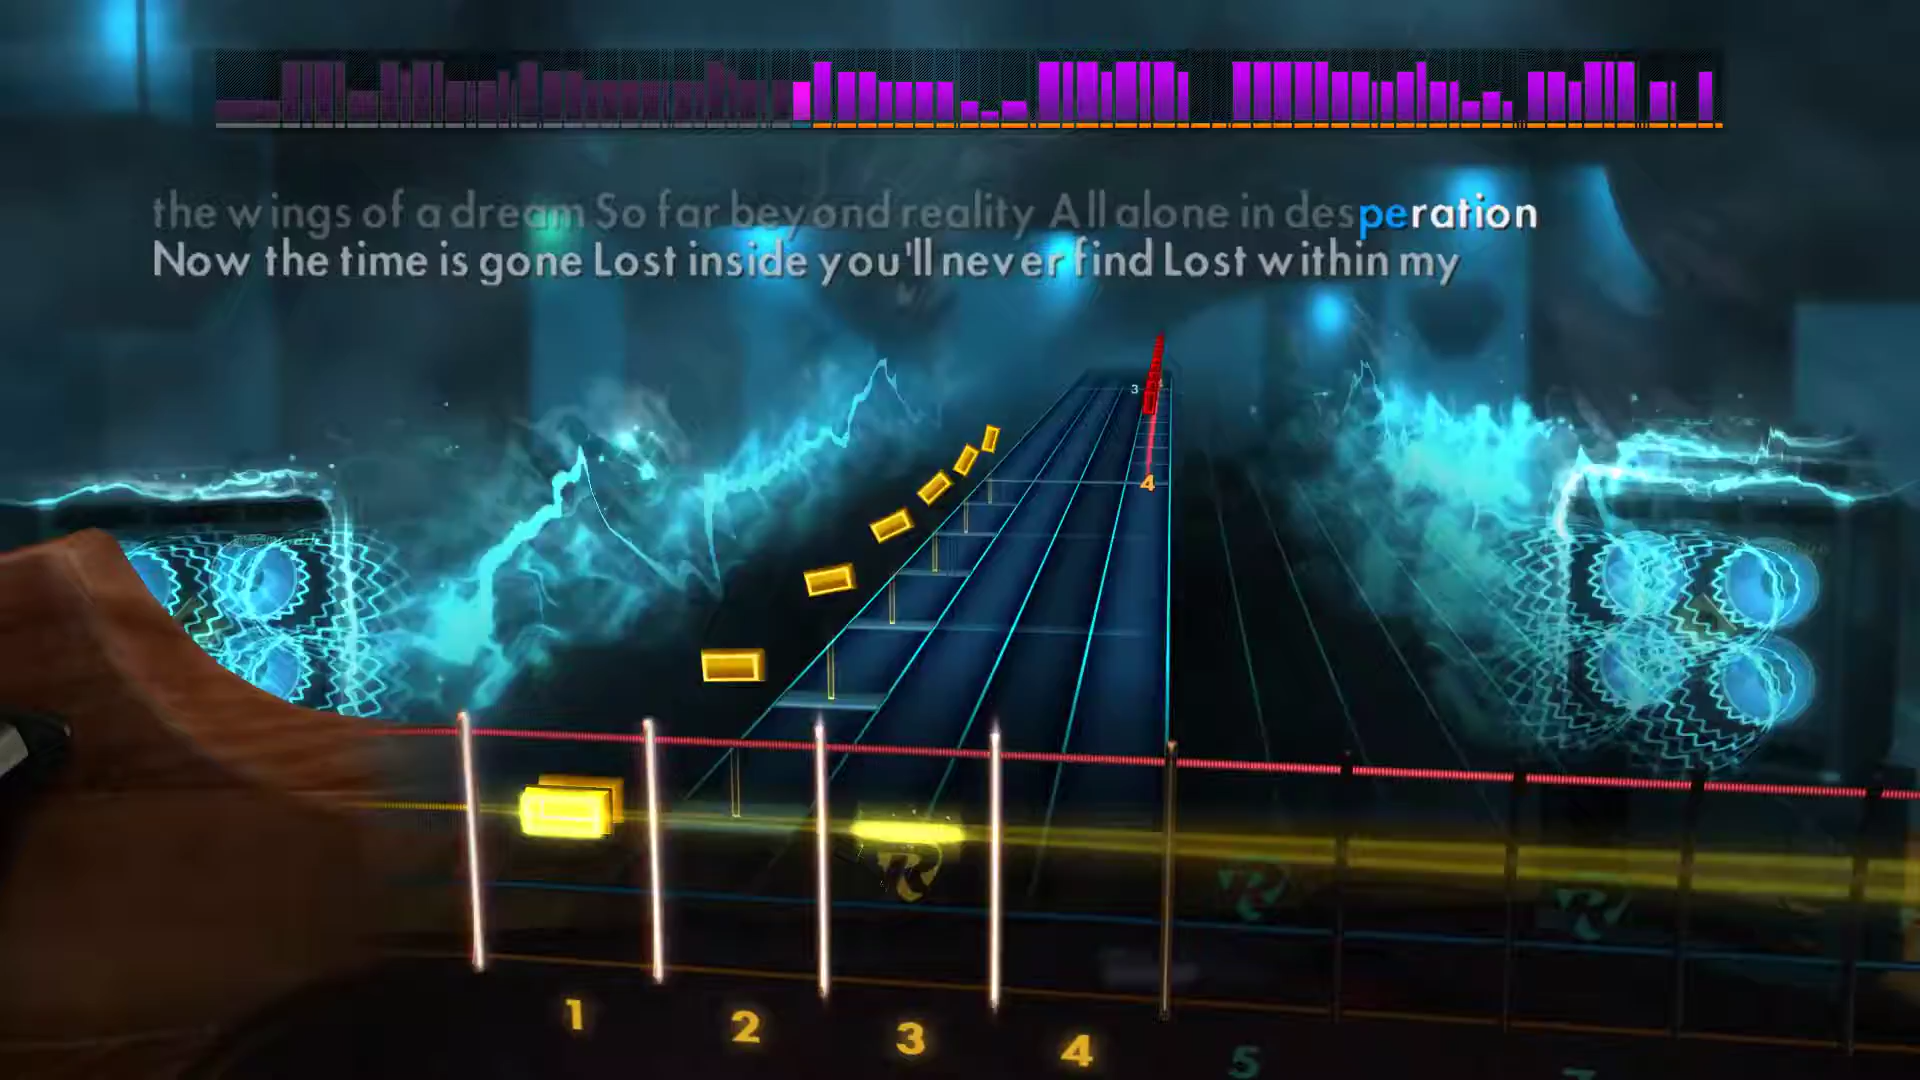 the wings of a dream So far beyond reality All alone in desperation
Now the time is gone Lost inside you'll never find Lost within my
3 4
4
1 2 3 4 5